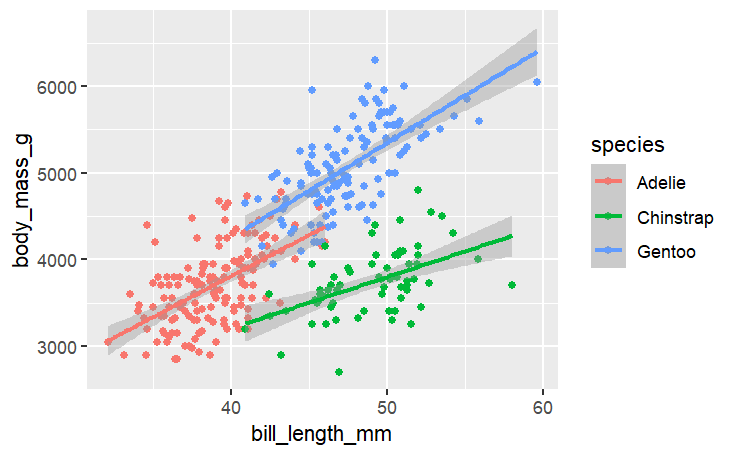 body_mass_g
6000
5000
4000
3000
40
50
60
bill_length_mm
species
Adelie
Chinstrap
Gentoo